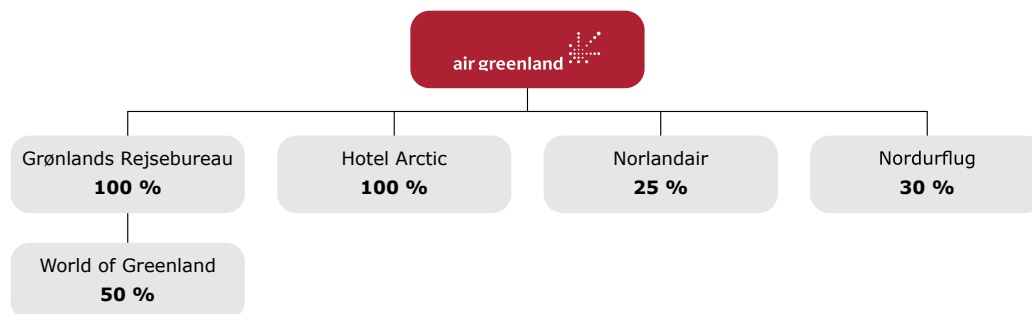 air greenland
Grønlands Rejsebureau
100 %
Hotel Arctic
100 %
Norlandair
25 %
Nordurflug
30 %
World of Greenland
50 %